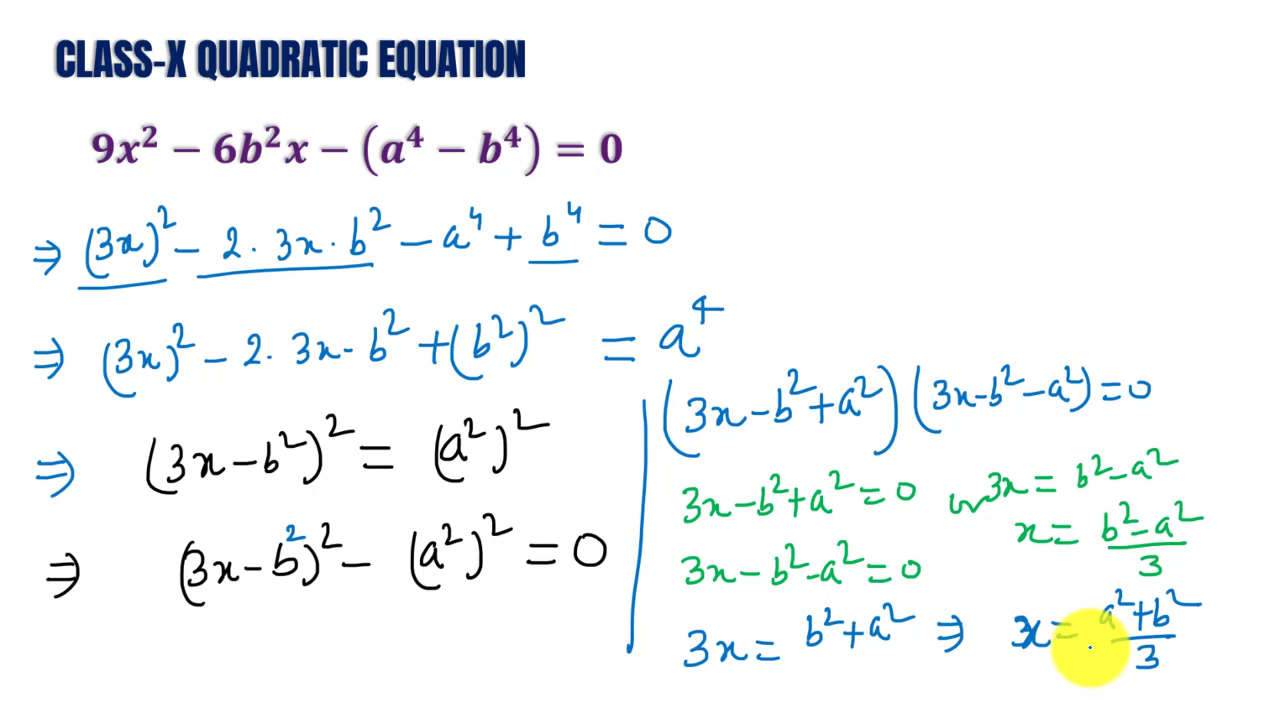 CLASS-X QUADRATIC EQUATION
9x² − 6b²x − (a⁴ − b⁴) = 0
⇒ (3x)² − 2 · 3x · b² − a⁴ + b⁴ = 0
⇒ (3x)² − 2 · 3x · b² + (b²)² = a⁴
⇒ (3x − b²)² = (a²)²
⇒ (3x − b²)² − (a²)² = 0
(3x − b² + a²)(3x − b² − a²) = 0
3x − b² + a² = 0 or 3x = b² − a²
x = (b² − a²)/3
3x − b² − a² = 0
3x = b² + a² ⇒ x = (a² + b²)/3